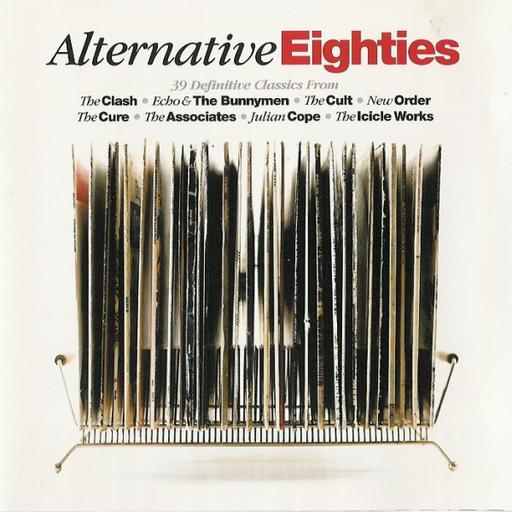 Alternative Eighties
39 Definitive Classics From
The Clash • Echo & The Bunnymen • The Cult • New Order
The Cure • The Associates • Julian Cope • The Icicle Works